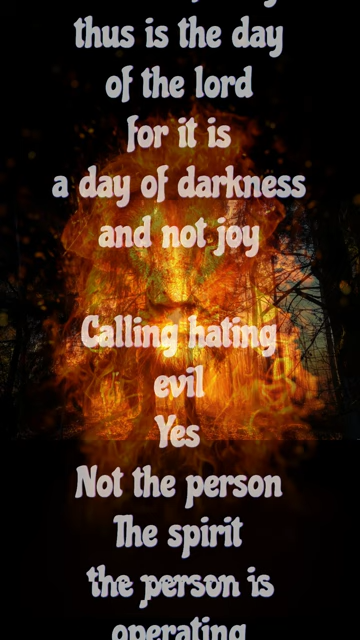 thus is the day
of the lord
for it is
a day of darkness
and not joy
Calling hating
evil
Yes
Not the person
The spirit
the person is
operating